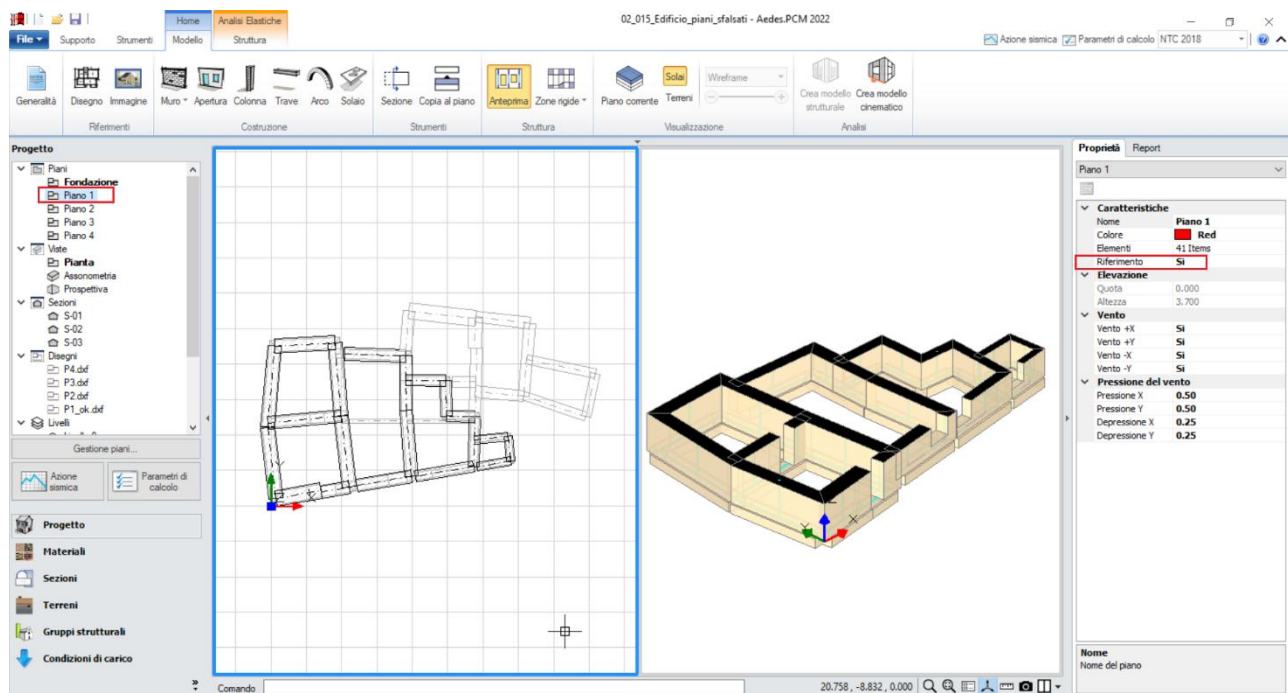 02_015_Edificio_piani_sfalsati - Aedes.PCM 2022
Home Analisi Elastiche
File Supporto Strumenti Modello Struttura
Azione sismica Parametri di calcolo NTC 2018
Generalità Disegno Immagine Muro Apertura Colonna Trave Arco Solaio Sezione Copia al piano Anteprima Zone rigide Piano corrente Solai Terreni Wireframe Crea modello strutturale Crea modello cinematico
Riferimenti Costruzione Strumenti Struttura Visualizzazione Analisi
Progetto
Piani
Fondazione
Piano 1
Piano 2
Piano 3
Piano 4
Viste
Pianta
Assonometria
Prospettiva
Sezioni
S-01
S-02
S-03
Disegni
P4.dxf
P3.dxf
P2.dxf
P1_ok.dxf
Livelli
Gestione piani...
Azione sismica
Parametri di calcolo
Progetto
Materiali
Sezioni
Terreni
Gruppi strutturali
Condizioni di carico
Y
X
Y
X
Proprietà Report
Piano 1
Caratteristiche
Nome Piano 1
Colore Red
Elementi 41 Items
Riferimento Sì
Elevazione
Quota 0.000
Altezza 3.700
Vento
Vento +X Sì
Vento +Y Sì
Vento -X Sì
Vento -Y Sì
Pressione del vento
Pressione X 0.50
Pressione Y 0.50
Depressione X 0.25
Depressione Y 0.25
Nome
Nome del piano
Comando
20.758 , -8.832 , 0.000